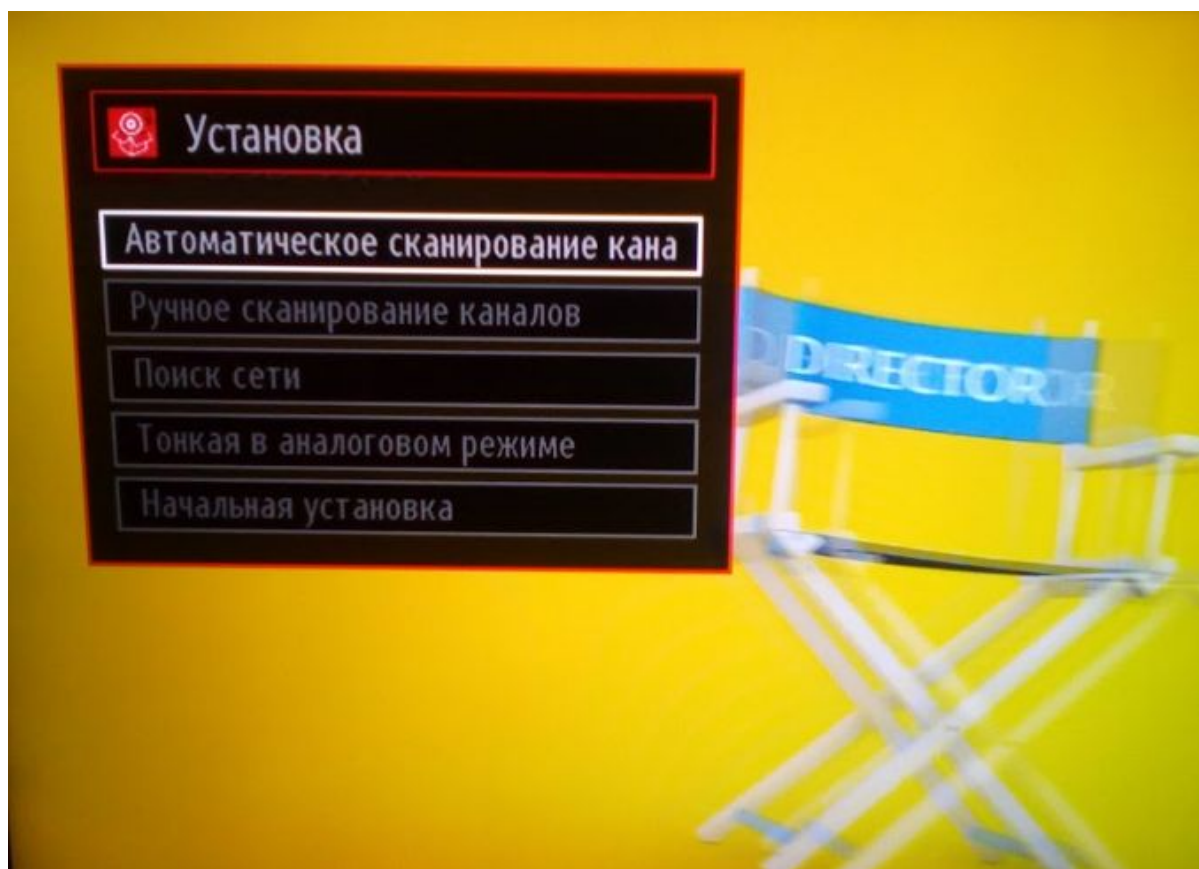 Установка
Автоматическое сканирование кана
Ручное сканирование каналов
Поиск сети
Тонкая в аналоговом режиме
Начальная установка
DIRECTOR